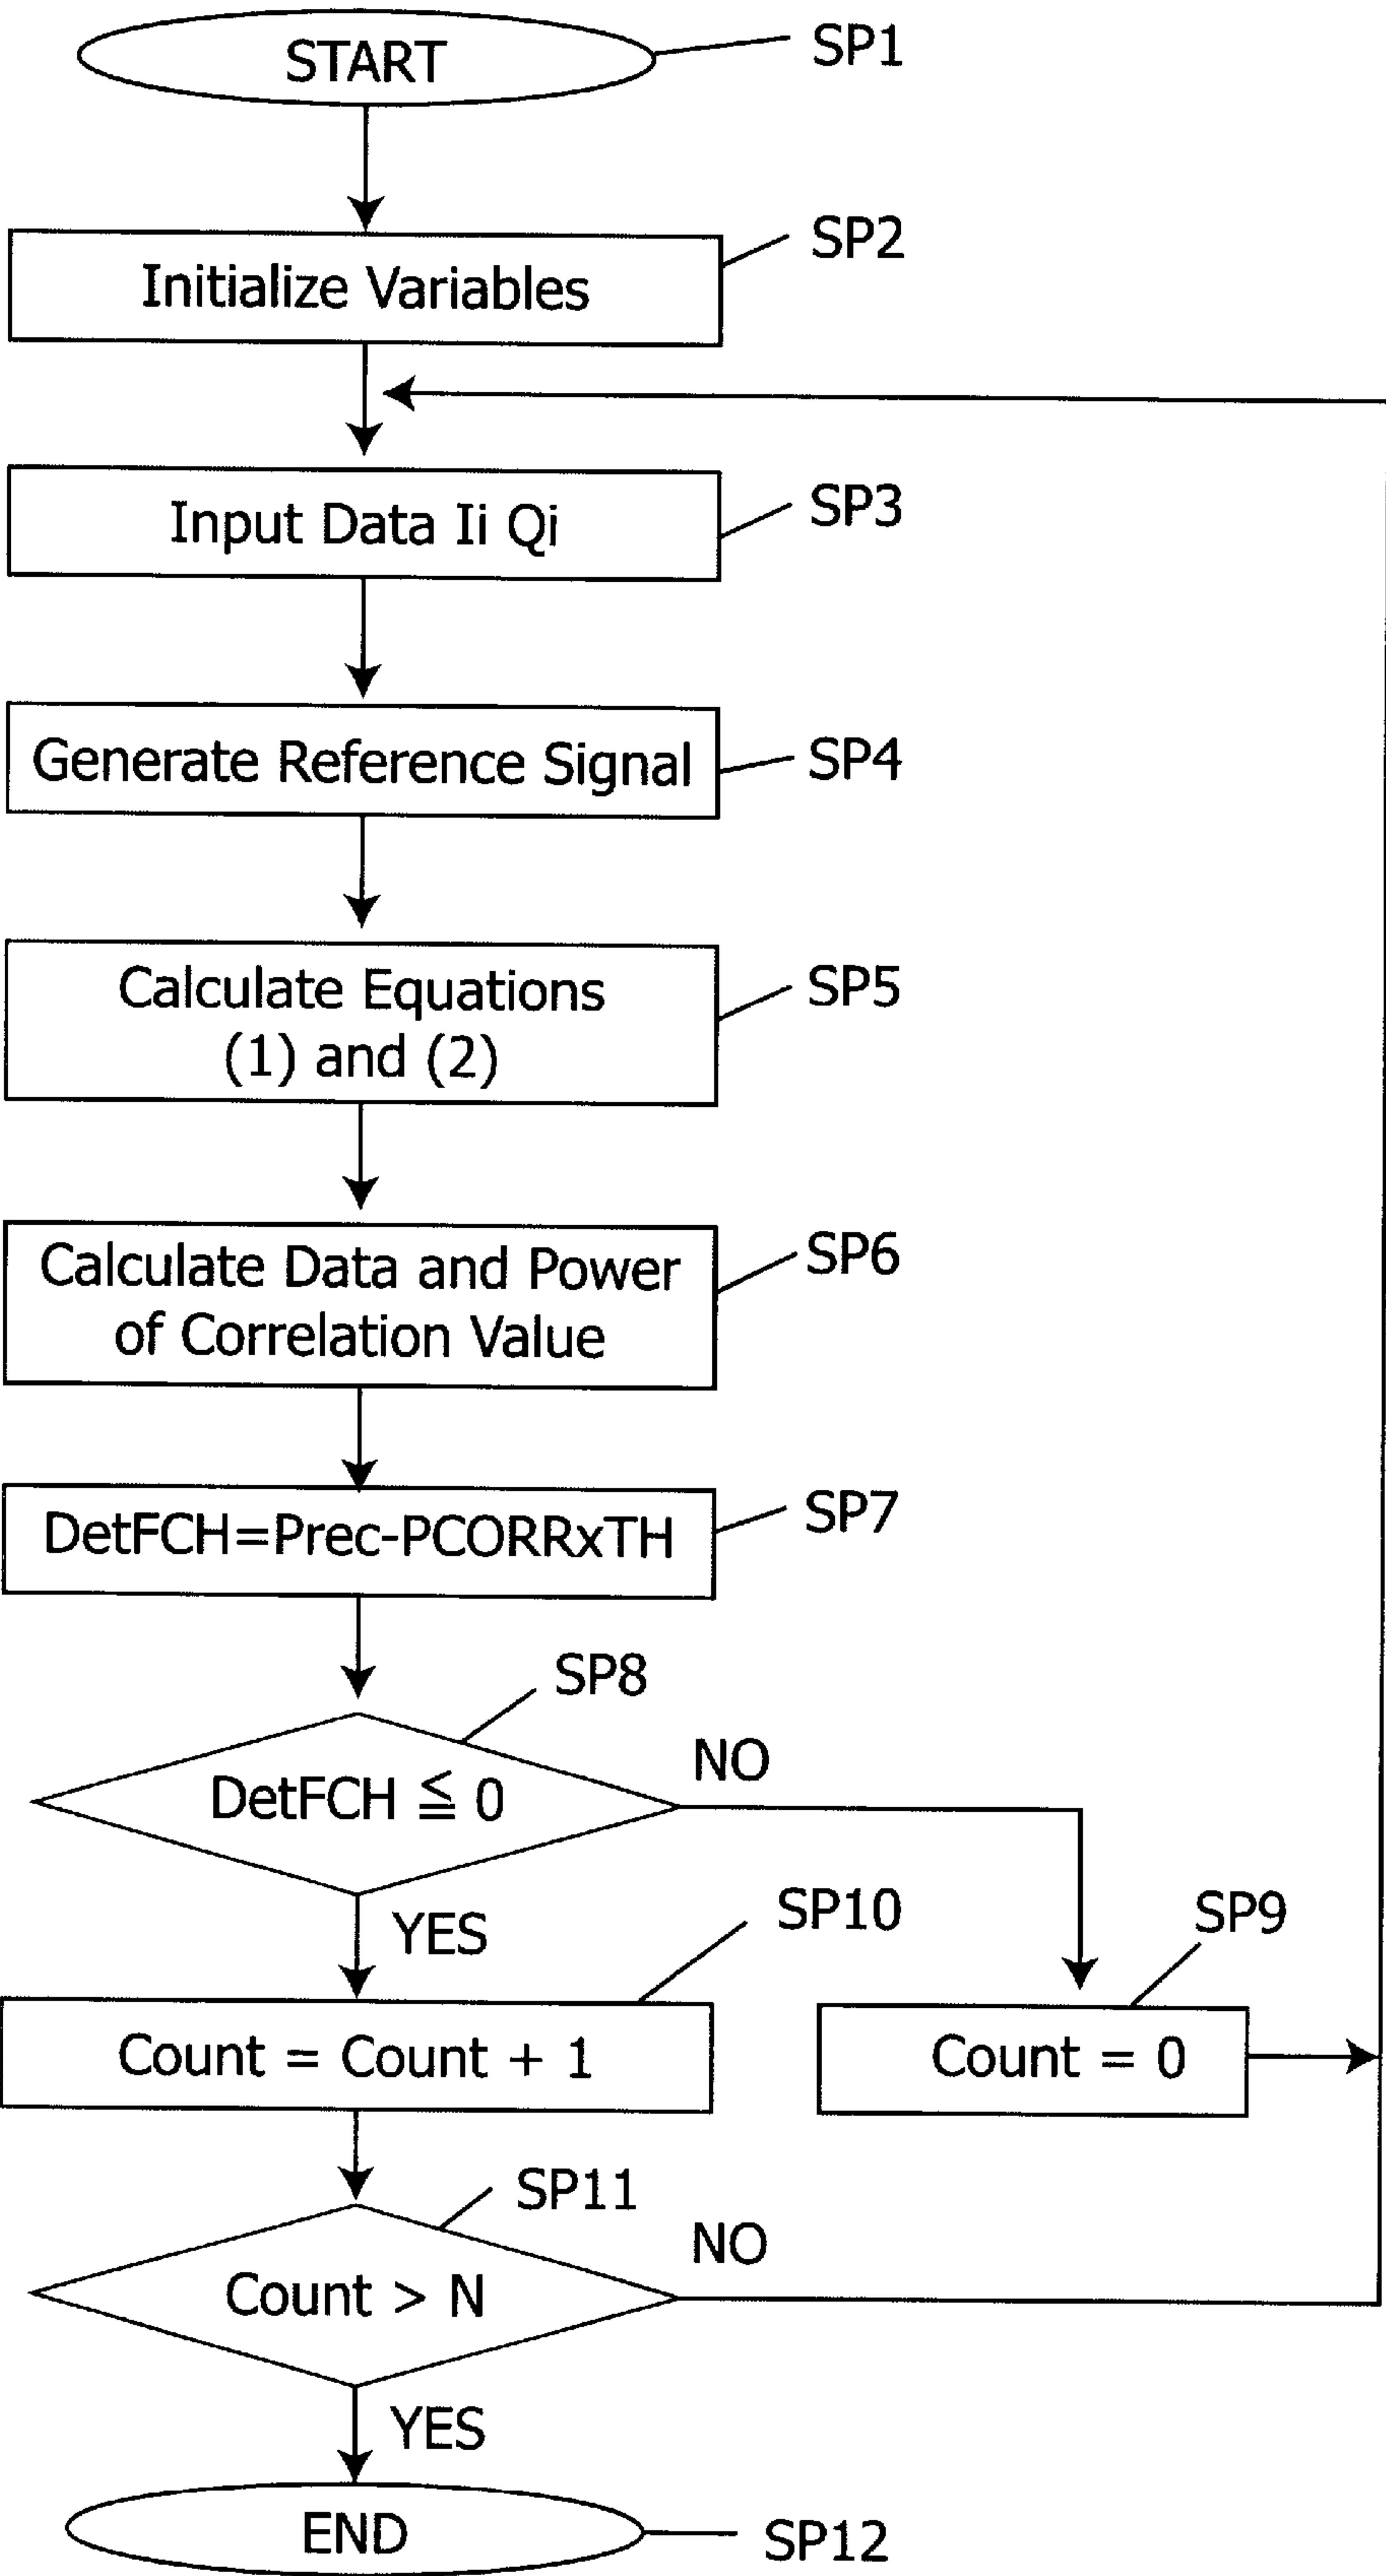 START
SP1
Initialize Variables
SP2
Input Data Ii Qi
SP3
Generate Reference Signal
SP4
Calculate Equations
(1) and (2)
SP5
Calculate Data and Power
of Correlation Value
SP6
DetFCH=Prec-PCORRxTH
SP7
SP8
DetFCH ≦ 0
NO
YES
SP10
SP9
Count = Count + 1
Count = 0
SP11
NO
Count > N
YES
END
SP12